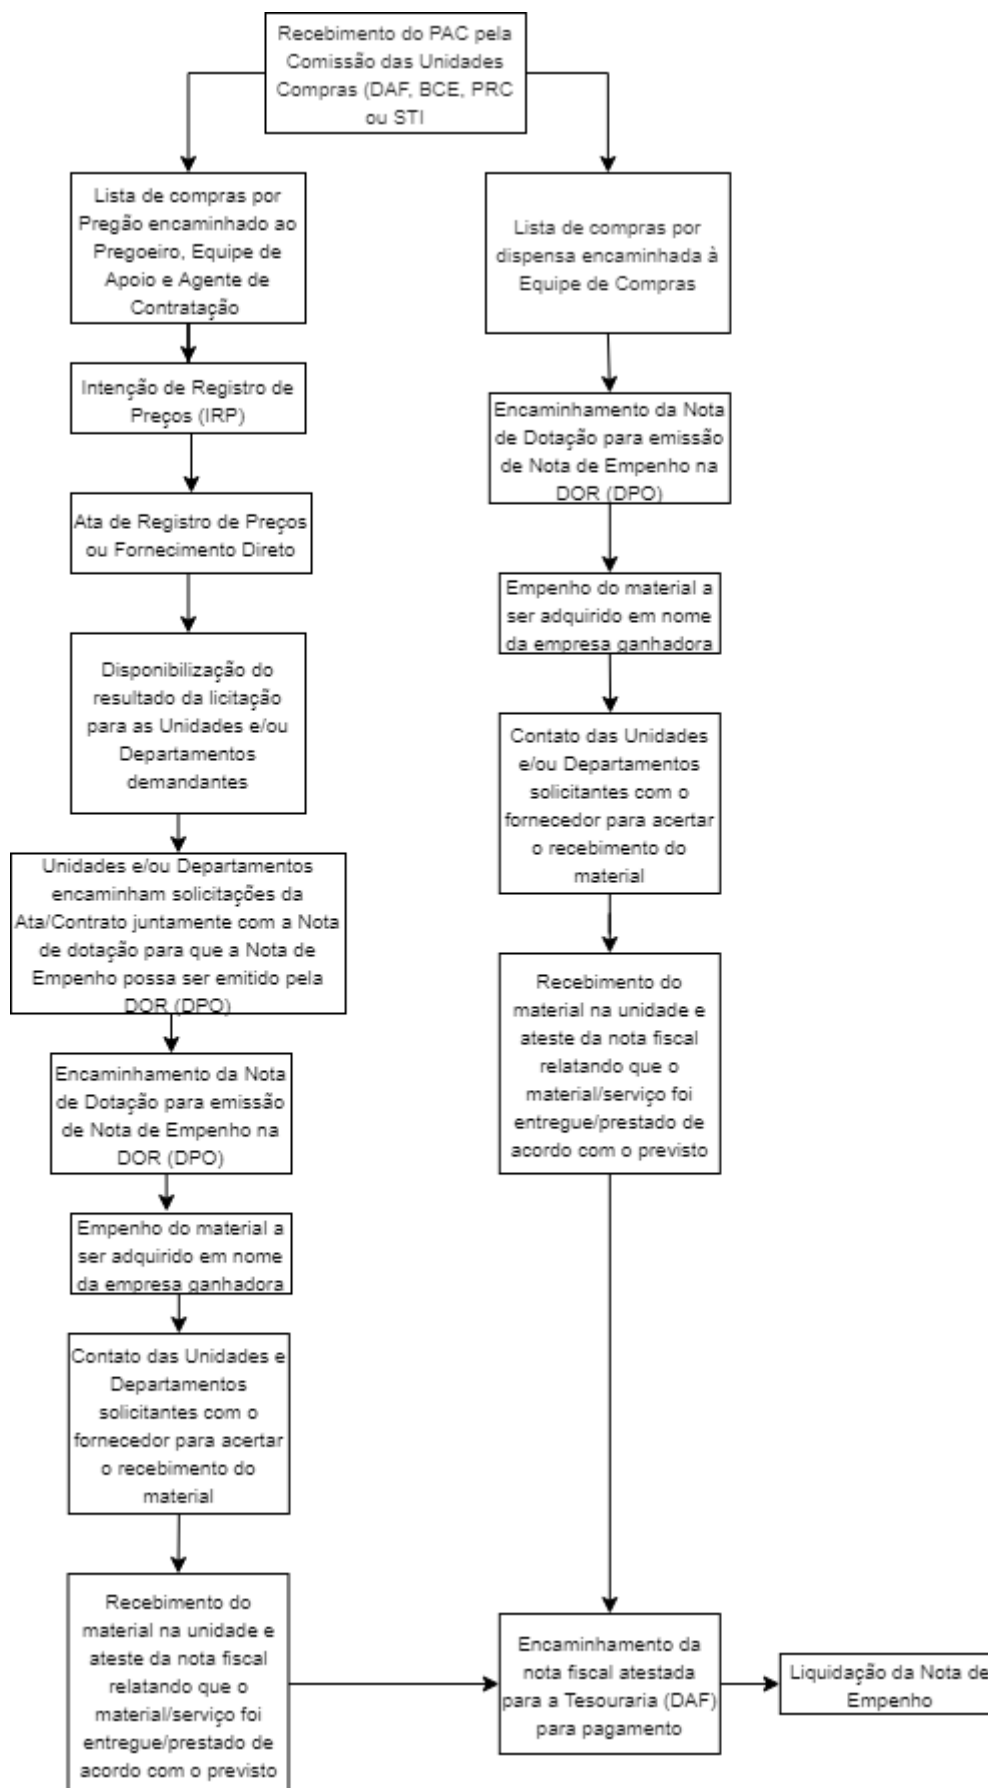 Recebimento do PAC pela
Comissão das Unidades
Compras (DAF, BCE, PRC
ou STI
Lista de compras por
Pregão encaminhado ao
Pregoeiro, Equipe de
Apoio e Agente de
Contratação
Intenção de Registro de
Preços (IRP)
Ata de Registro de Preços
ou Fornecimento Direto
Disponibilização do
resultado da licitação
para as Unidades e/ou
Departamentos
demandantes
Unidades e/ou Departamentos
encaminham solicitações da
Ata/Contrato juntamente com a Nota
de dotação para que a Nota de
Empenho possa ser emitido pela
DOR (DPO)
Encaminhamento da Nota
de Dotação para emissão
de Nota de Empenho na
DOR (DPO)
Empenho do material a
ser adquirido em nome
da empresa ganhadora
Contato das Unidades e
Departamentos
solicitantes com o
fornecedor para acertar
o recebimento do
material
Recebimento do
material na unidade e
ateste da nota fiscal
relatando que o
material/serviço foi
entregue/prestado de
acordo com o previsto
Lista de compras por
dispensa encaminhada à
Equipe de Compras
Encaminhamento da Nota
de Dotação para emissão
de Nota de Empenho na
DOR (DPO)
Empenho do material a
ser adquirido em nome
da empresa ganhadora
Contato das Unidades
e/ou Departamentos
solicitantes com o
fornecedor para acertar
o recebimento do
material
Recebimento do
material na unidade e
ateste da nota fiscal
relatando que o
material/serviço foi
entregue/prestado de
acordo com o previsto
Encaminhamento da
nota fiscal atestada
para a Tesouraria (DAF)
para pagamento
Liquidação da Nota de
Empenho